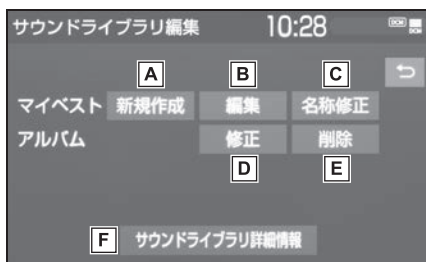 サウンドライブラリ編集 10:28 DCM DCM
A B C
マイベスト 新規作成 編集 名称修正
アルバム 修正 削除
D E
F サウンドライブラリ詳細情報